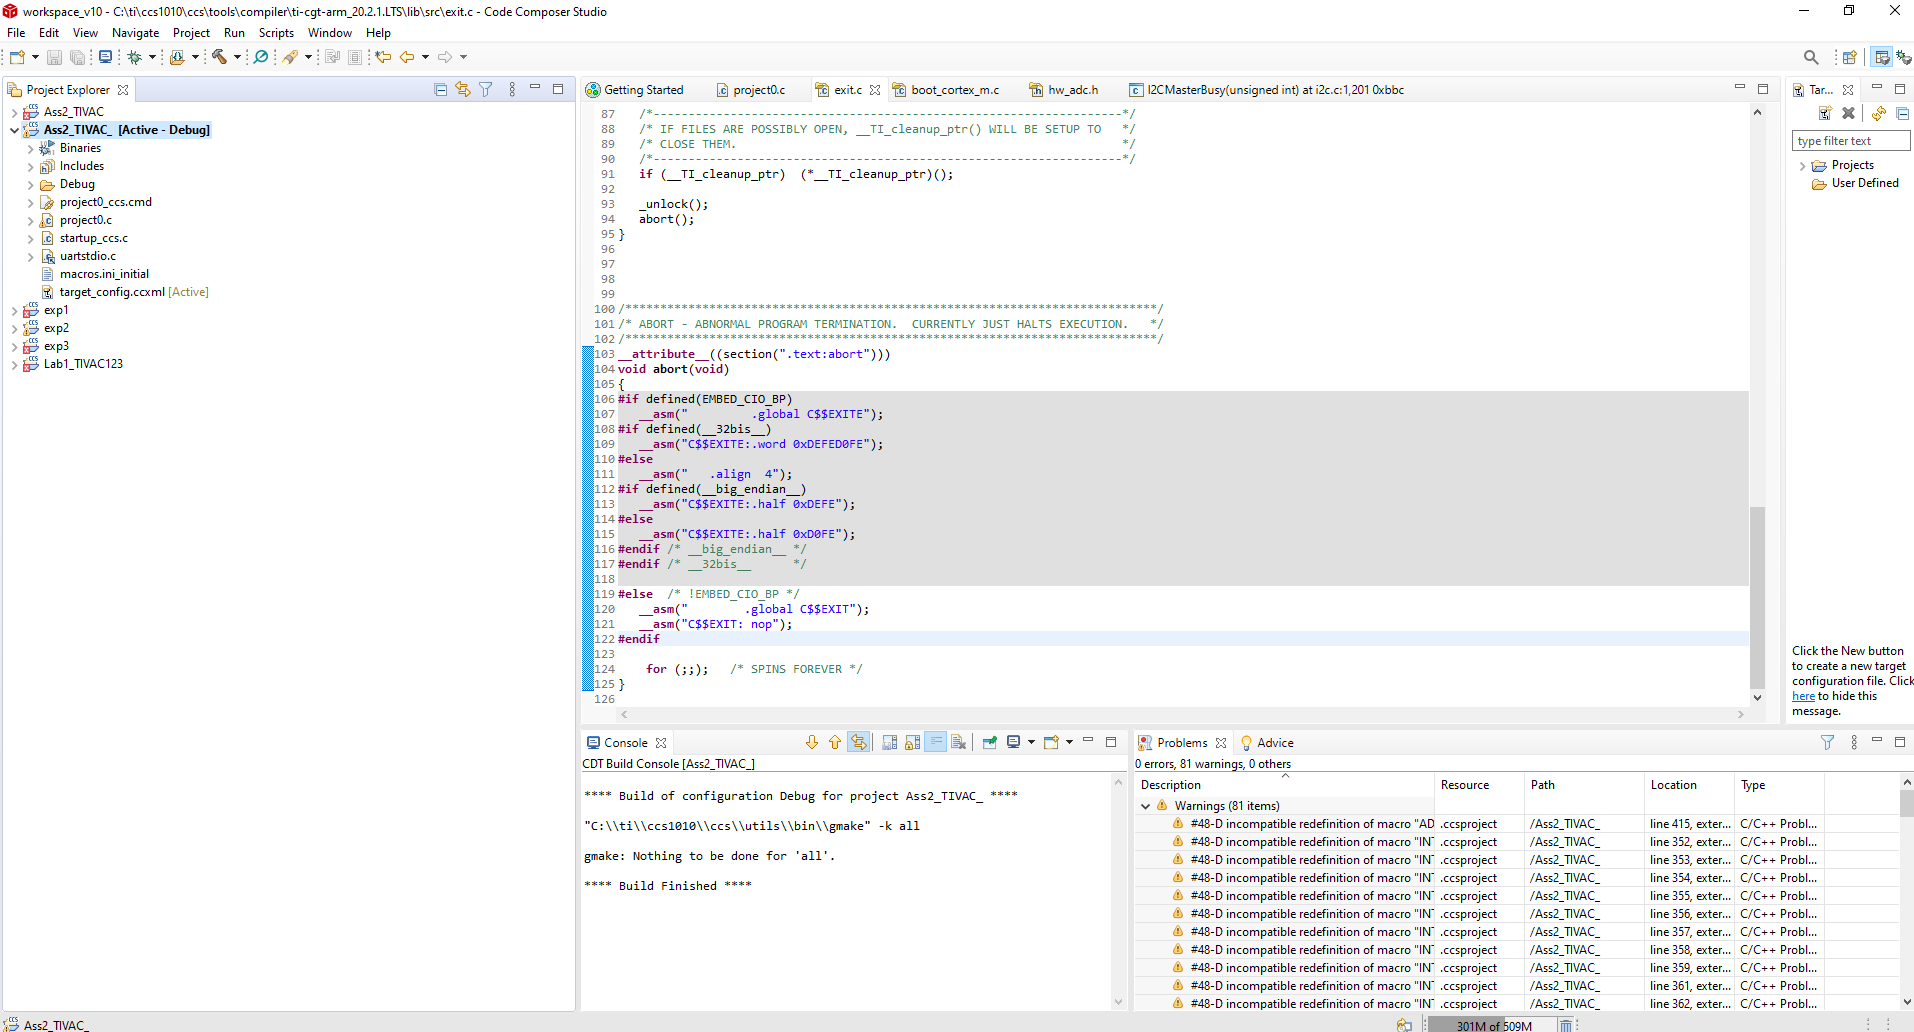 workspace_v10 - C:\ti\ccs1010\ccs\tools\compiler\ti-cgt-arm_20.2.1.LTS\lib\src\exit.c - Code Composer Studio
File Edit View Navigate Project Run Scripts Window Help
Project Explorer
Ass2_TIVAC
Ass2_TIVAC_ [Active - Debug]
Binaries
Includes
Debug
project0_ccs.cmd
project0.c
startup_ccs.c
uartstdio.c
macros.ini_initial
target_config.ccxml [Active]
exp1
exp2
exp3
Lab1_TIVAC123
Getting Started project0.c exit.c boot_cortex_m.c hw_adc.h I2CMasterBusy(unsigned int) at i2c.c:1,201 0xbbc
87 /*------------------------------------------------------------------*/
88 /* IF FILES ARE POSSIBLY OPEN, __TI_cleanup_ptr() WILL BE SETUP TO */
89 /* CLOSE THEM. */
90 /*------------------------------------------------------------------*/
91 if (__TI_cleanup_ptr) (*__TI_cleanup_ptr)();
92
93 _unlock();
94 abort();
95 }
96
97
98
99
100 /****************************************************************************/
101 /* ABORT - ABNORMAL PROGRAM TERMINATION. CURRENTLY JUST HALTS EXECUTION. */
102 /****************************************************************************/
103 __attribute__((section(".text:abort")))
104 void abort(void)
105 {
106 #if defined(EMBED_CIO_BP)
107 __asm(" .global C$$EXITE");
108 #if defined(__32bis__)
109 __asm("C$$EXITE:.word 0xDEFED0FE");
110 #else
111 __asm(" .align 4");
112 #if defined(__big_endian__)
113 __asm("C$$EXITE:.half 0xDEFE");
114 #else
115 __asm("C$$EXITE:.half 0xD0FE");
116 #endif /* __big_endian__ */
117 #endif /* __32bis__ */
118
119 #else /* !EMBED_CIO_BP */
120 __asm(" .global C$$EXIT");
121 __asm("C$$EXIT: nop");
122 #endif
123
124 for (;;); /* SPINS FOREVER */
125 }
126
Tar...
type filter text
Projects
User Defined
Click the New button
to create a new target
configuration file. Click
here to hide this
message.
Console
CDT Build Console [Ass2_TIVAC_]
**** Build of configuration Debug for project Ass2_TIVAC_ ****
"C:\\ti\\ccs1010\\ccs\\utils\\bin\\gmake" -k all
gmake: Nothing to be done for 'all'.
**** Build Finished ****
Problems Advice
0 errors, 81 warnings, 0 others
Description Resource Path Location Type
Warnings (81 items)
#48-D incompatible redefinition of macro "AD .ccsproject /Ass2_TIVAC_ line 415, exter... C/C++ Probl...
#48-D incompatible redefinition of macro "INT .ccsproject /Ass2_TIVAC_ line 352, exter... C/C++ Probl...
#48-D incompatible redefinition of macro "INT .ccsproject /Ass2_TIVAC_ line 353, exter... C/C++ Probl...
#48-D incompatible redefinition of macro "INT .ccsproject /Ass2_TIVAC_ line 354, exter... C/C++ Probl...
#48-D incompatible redefinition of macro "INT .ccsproject /Ass2_TIVAC_ line 355, exter... C/C++ Probl...
#48-D incompatible redefinition of macro "INT .ccsproject /Ass2_TIVAC_ line 356, exter... C/C++ Probl...
#48-D incompatible redefinition of macro "INT .ccsproject /Ass2_TIVAC_ line 357, exter... C/C++ Probl...
#48-D incompatible redefinition of macro "INT .ccsproject /Ass2_TIVAC_ line 358, exter... C/C++ Probl...
#48-D incompatible redefinition of macro "INT .ccsproject /Ass2_TIVAC_ line 359, exter... C/C++ Probl...
#48-D incompatible redefinition of macro "INT .ccsproject /Ass2_TIVAC_ line 361, exter... C/C++ Probl...
#48-D incompatible redefinition of macro "INT .ccsproject /Ass2_TIVAC_ line 362, exter... C/C++ Probl...
Ass2_TIVAC_
301M of 509M